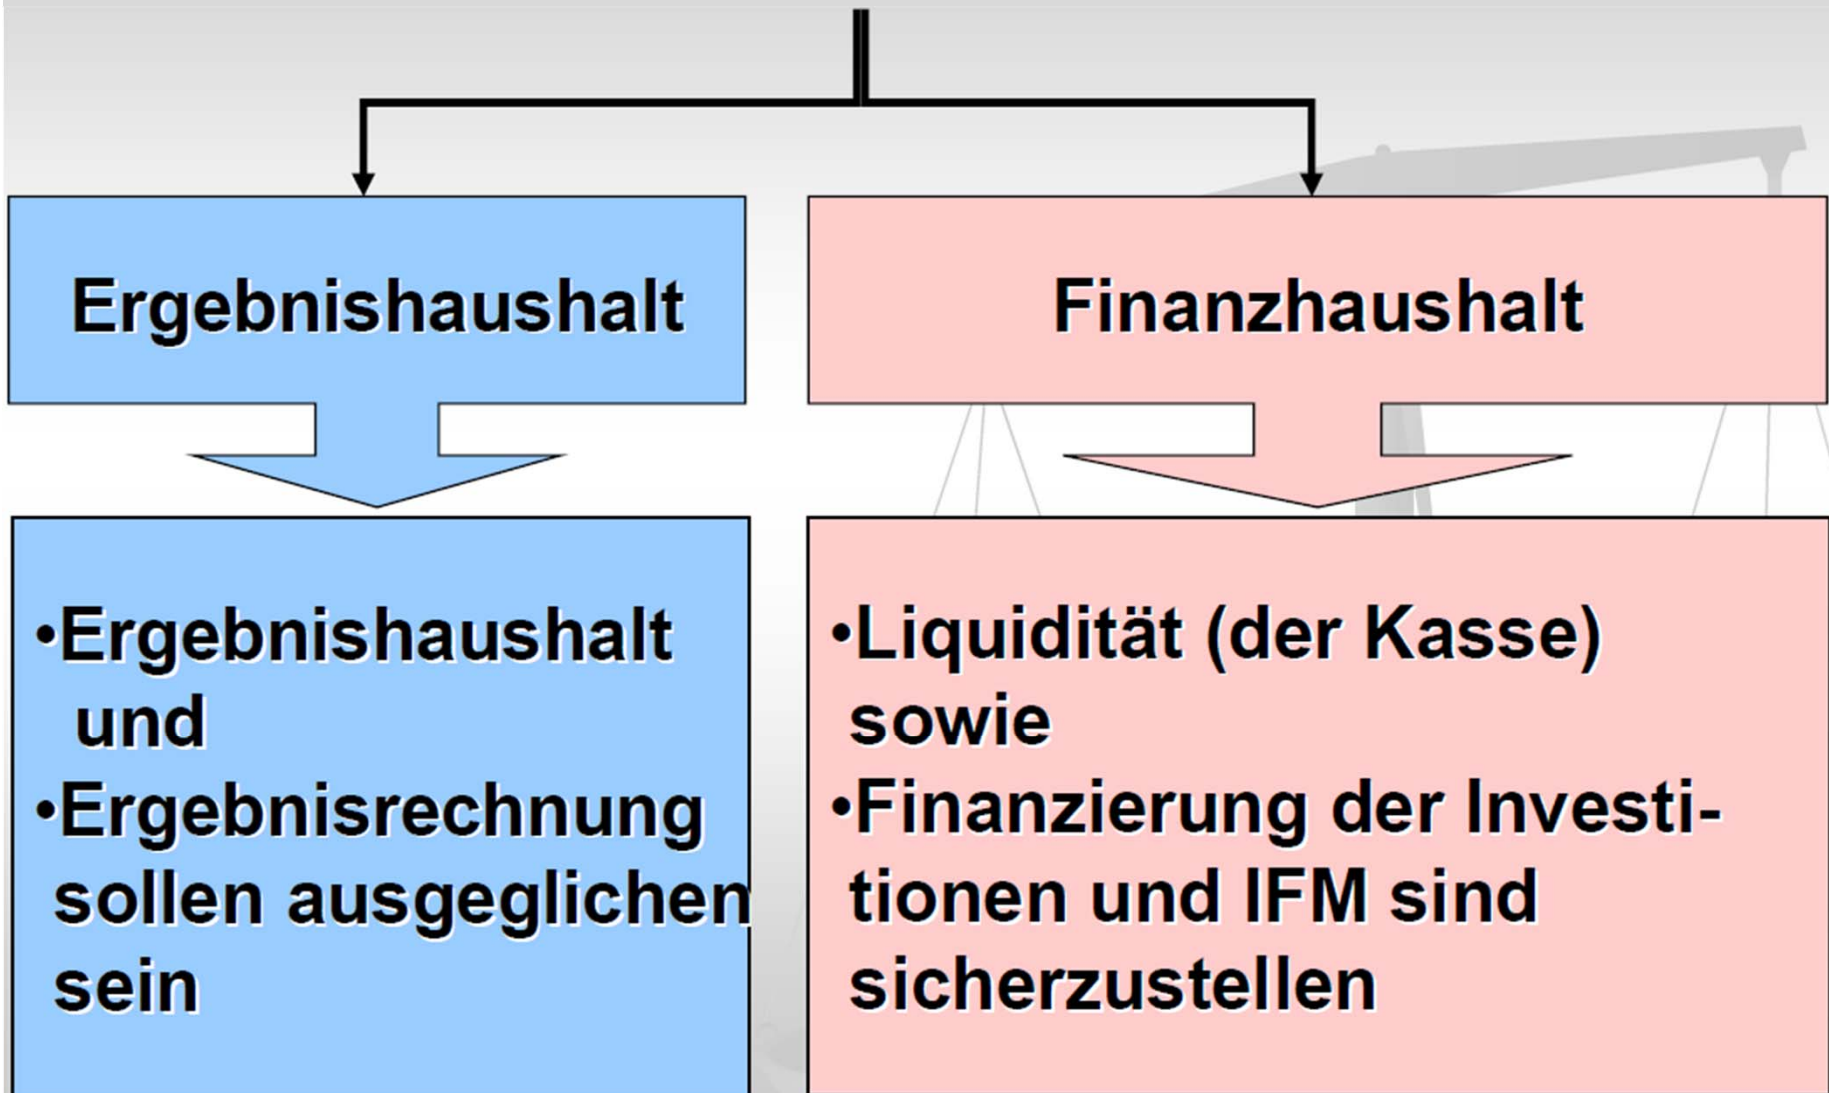 Ergebnishaushalt
Finanzhaushalt
•Ergebnishaushalt
und
•Ergebnisrechnung
sollen ausgeglichen
sein
•Liquidität (der Kasse)
sowie
•Finanzierung der Investi-
tionen und IFM sind
sicherzustellen